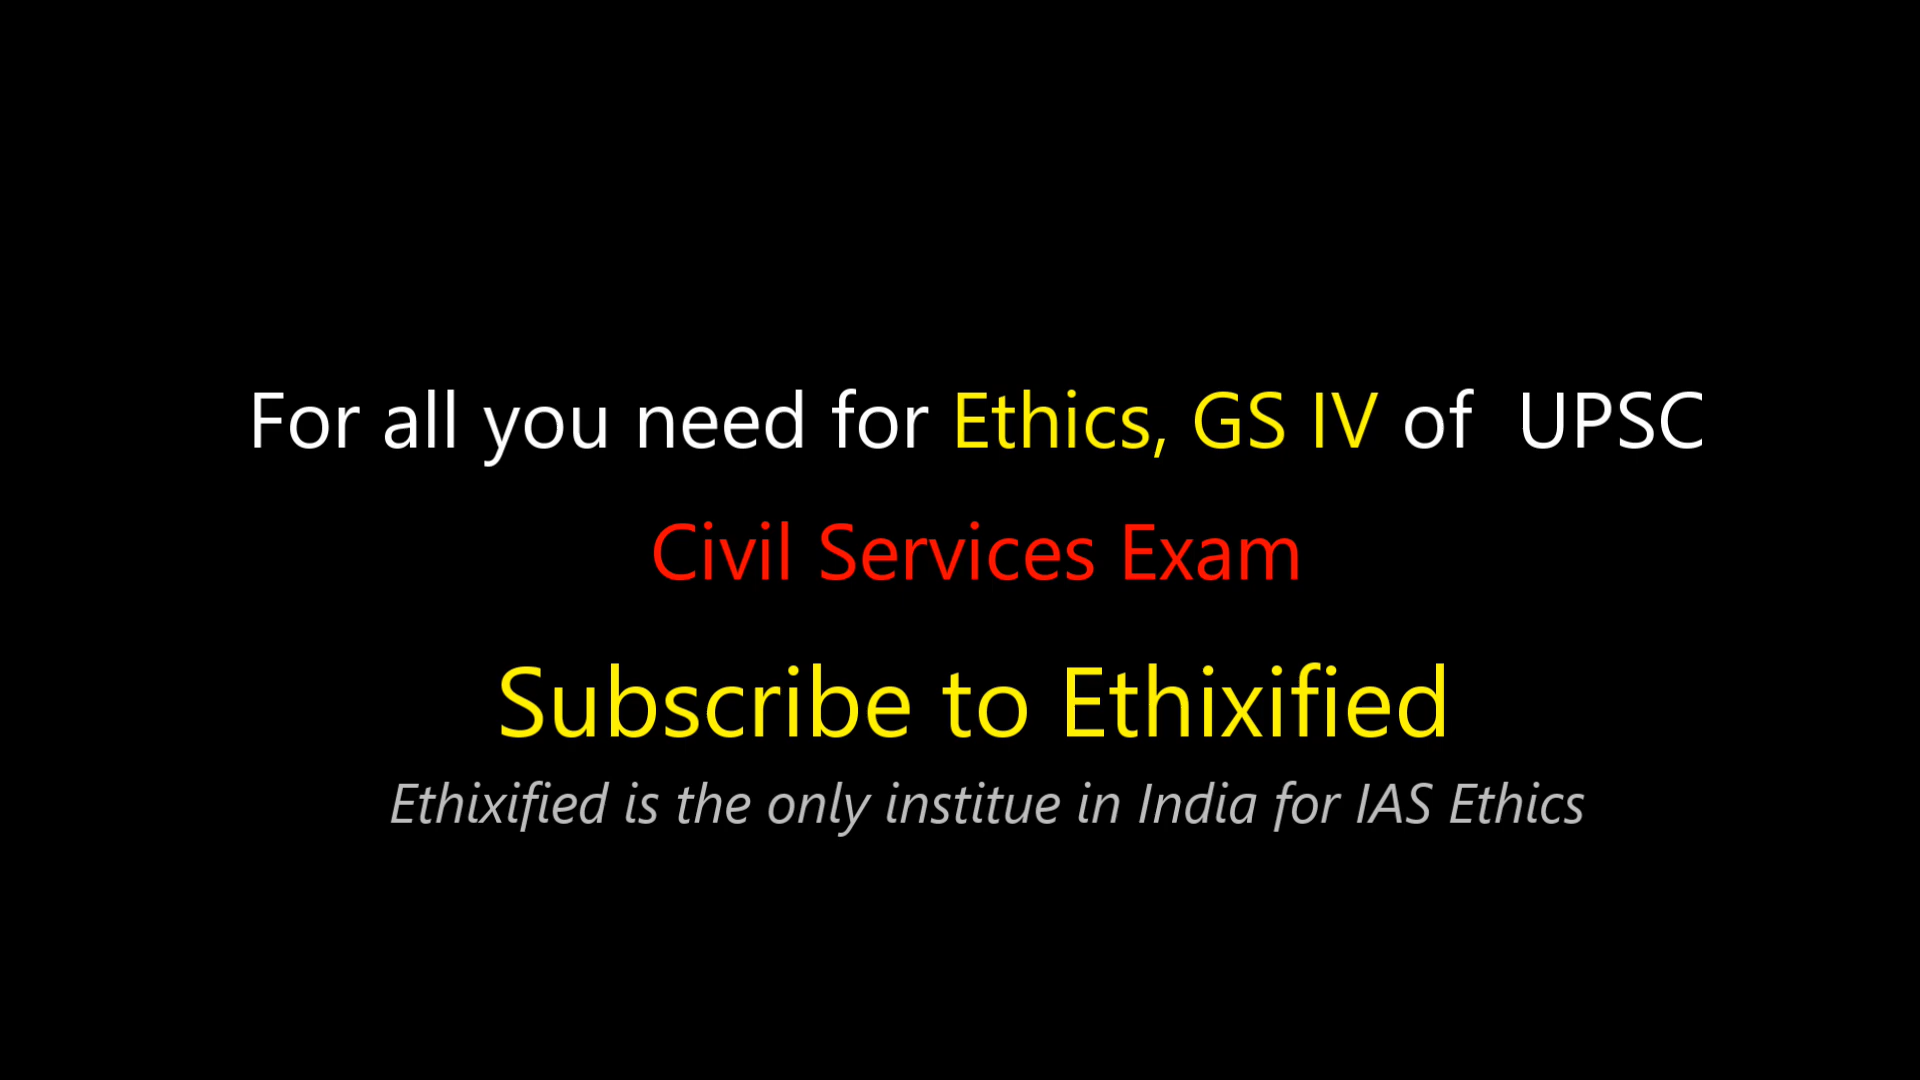 For all you need for Ethics, GS IV of  UPSC
Civil Services Exam
Subscribe to Ethixified
Ethixified is the only institue in India for IAS Ethics